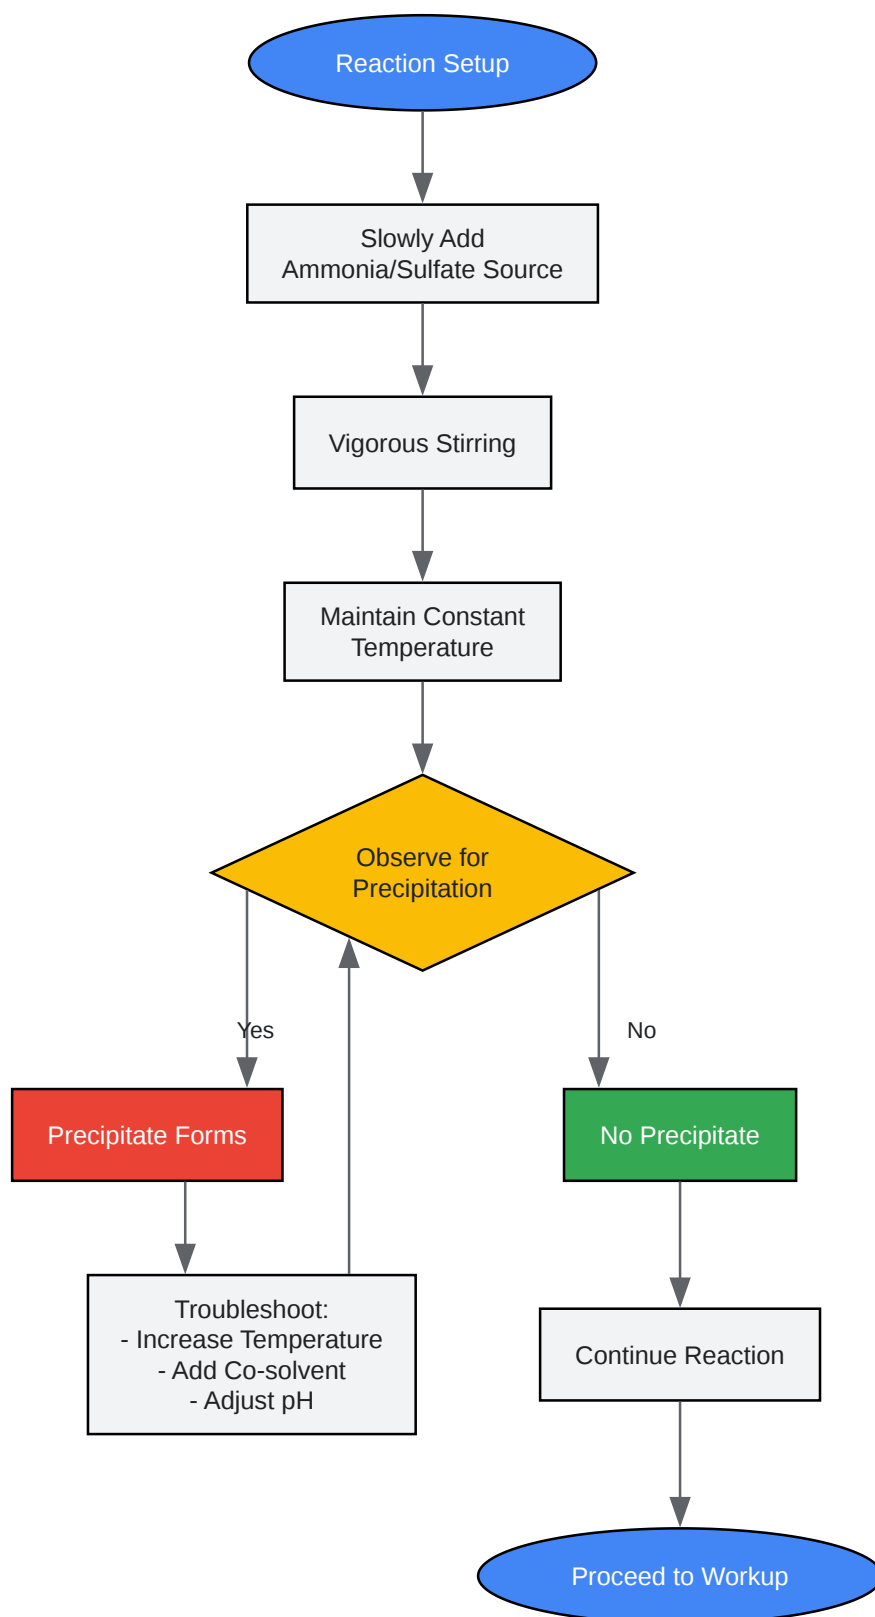 Reaction Setup
Slowly Add
Ammonia/Sulfate Source
Vigorous Stirring
Maintain Constant
Temperature
Observe for
Precipitation
Yes
No
Precipitate Forms
No Precipitate
Troubleshoot:
- Increase Temperature
- Add Co-solvent
- Adjust pH
Continue Reaction
Proceed to Workup